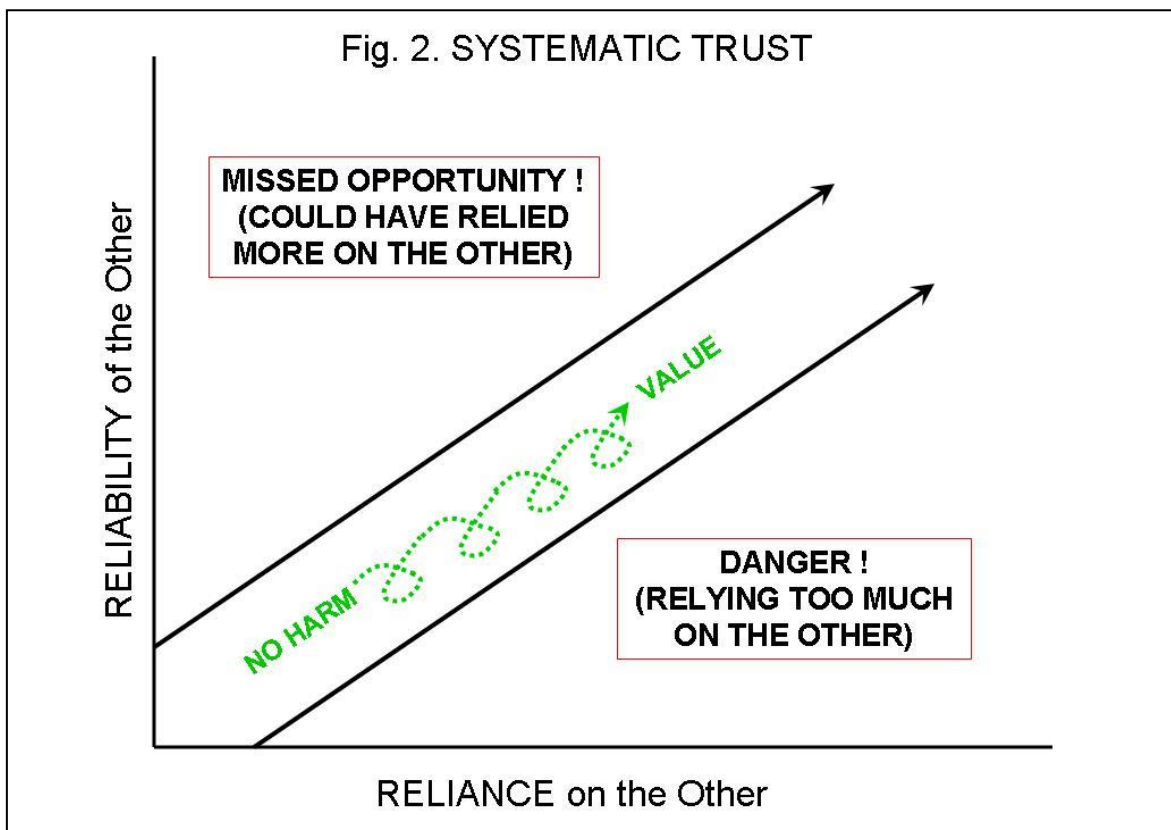 Fig. 2. SYSTEMATIC TRUST
MISSED OPPORTUNITY !
(COULD HAVE RELIED
MORE ON THE OTHER)
RELIABILITY of the Other
VALUE
NO HARM
DANGER !
(RELYING TOO MUCH
ON THE OTHER)
RELIANCE on the Other